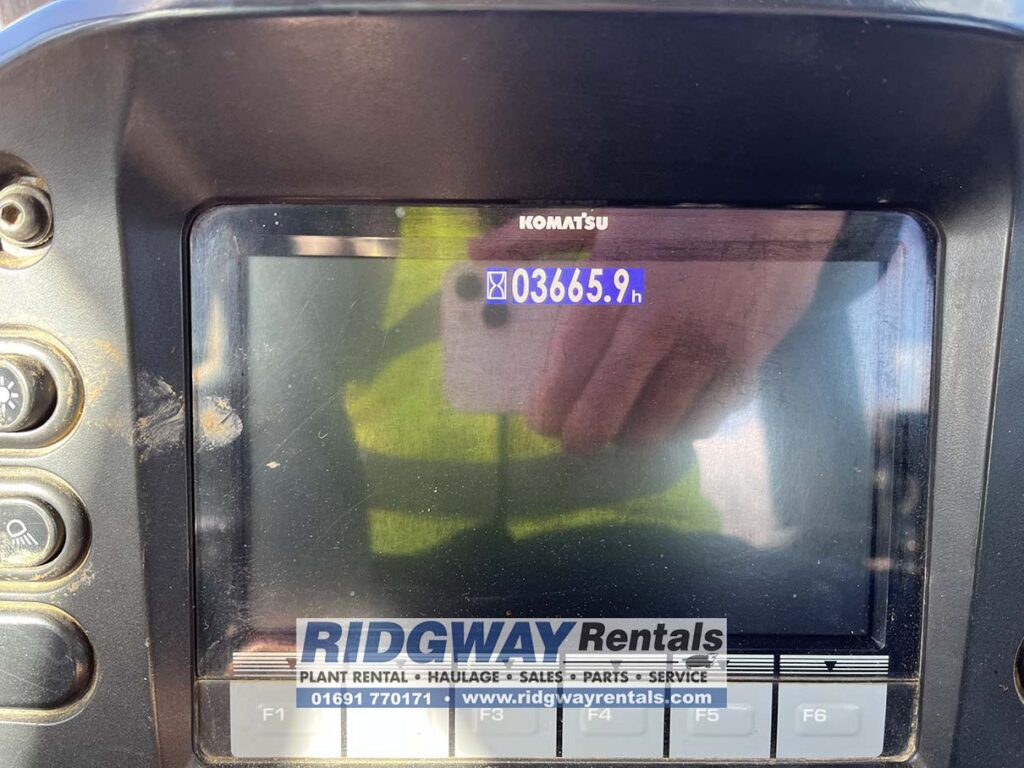 KOMATSU
03665.9h
RIDGWAY Rentals
PLANT RENTAL • HAULAGE • SALES • PARTS • SERVICE
01691 770171 • www.ridgwayrentals.com
F1 F3 F4 F5 F6